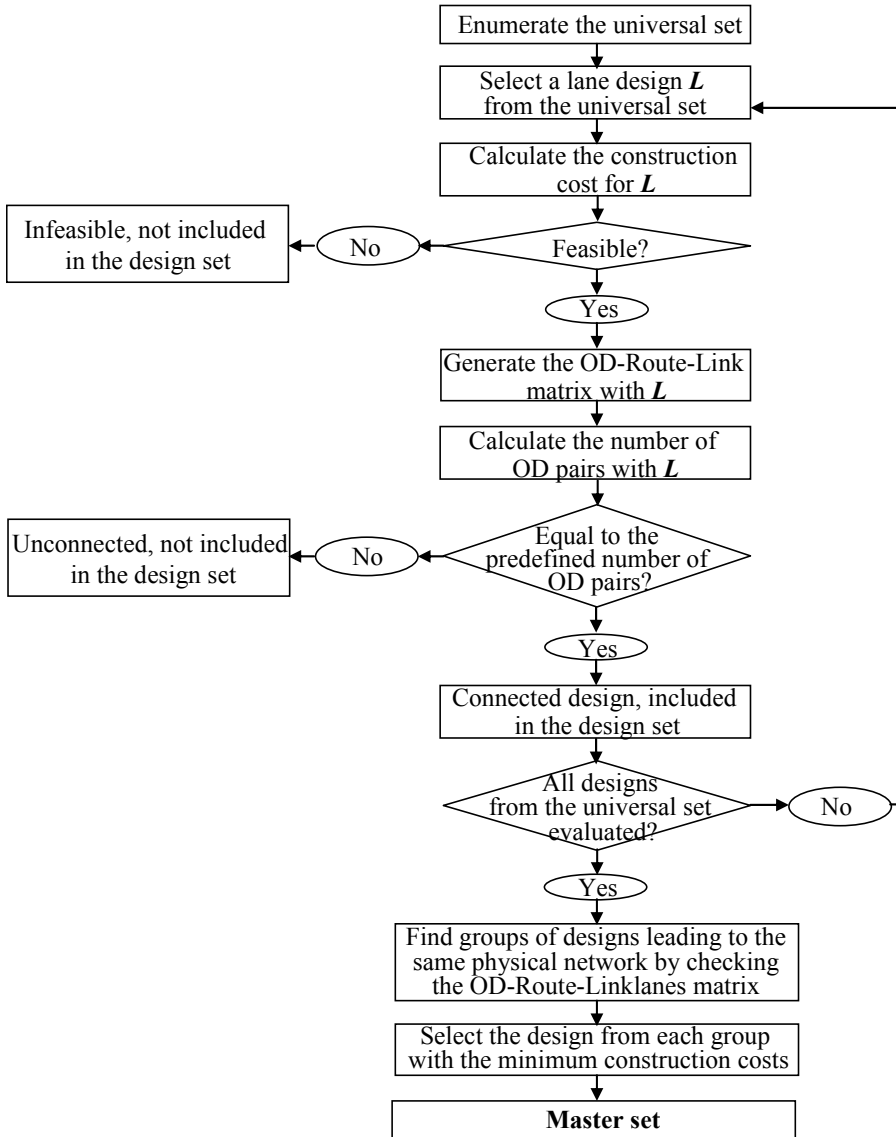 Enumerate the universal set
Select a lane design L
from the universal set
Calculate the construction
cost for L
Infeasible, not included
in the design set
No
Feasible?
Yes
Generate the OD-Route-Link
matrix with L
Calculate the number of
OD pairs with L
Unconnected, not included
in the design set
No
Equal to the
predefined number of
OD pairs?
Yes
Connected design, included
in the design set
All designs
from the universal set
evaluated?
No
Yes
Find groups of designs leading to the
same physical network by checking
the OD-Route-Linklanes matrix
Select the design from each group
with the minimum construction costs
Master set